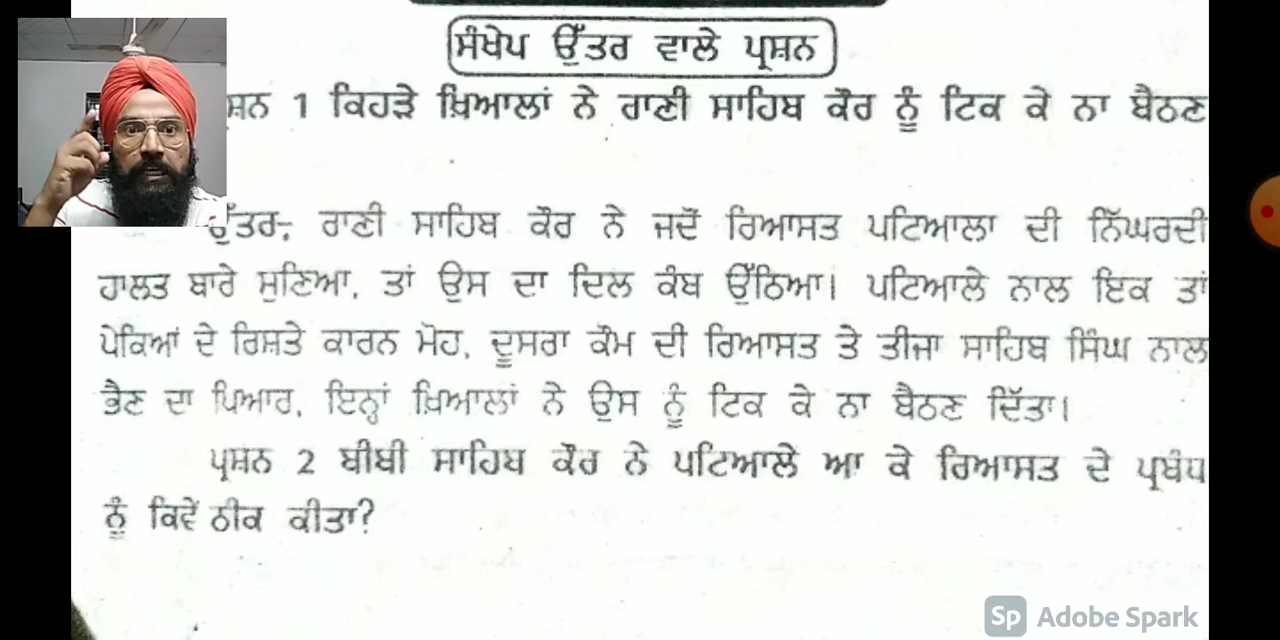 ਸੰਖੇਪ ਉੱਤਰ ਵਾਲੇ ਪ੍ਰਸ਼ਨ
ਸ਼ਨ 1 ਕਿਹੜੇ ਖ਼ਿਆਲਾਂ ਨੇ ਰਾਣੀ ਸਾਹਿਬ ਕੌਰ ਨੂੰ ਟਿਕ ਕੇ ਨਾ ਬੈਠਣ
ਉੱਤਰ- ਰਾਣੀ ਸਾਹਿਬ ਕੌਰ ਨੇ ਜਦੋਂ ਰਿਆਸਤ ਪਟਿਆਲਾ ਦੀ ਨਿੱਘਰਦੀ
ਹਾਲਤ ਬਾਰੇ ਸੁਣਿਆ, ਤਾਂ ਉਸ ਦਾ ਦਿਲ ਕੰਬ ਉੱਠਿਆ। ਪਟਿਆਲੇ ਨਾਲ ਇਕ ਤਾਂ
ਪੇਕਿਆਂ ਦੇ ਰਿਸ਼ਤੇ ਕਾਰਨ ਮੋਹ, ਦੂਸਰਾ ਕੌਮ ਦੀ ਰਿਆਸਤ ਤੇ ਤੀਜਾ ਸਾਹਿਬ ਸਿੰਘ ਨਾਲ
ਭੈਣ ਦਾ ਪਿਆਰ, ਇਨ੍ਹਾਂ ਖ਼ਿਆਲਾਂ ਨੇ ਉਸ ਨੂੰ ਟਿਕ ਕੇ ਨਾ ਬੈਠਣ ਦਿੱਤਾ।
ਪ੍ਰਸ਼ਨ 2 ਬੀਬੀ ਸਾਹਿਬ ਕੌਰ ਨੇ ਪਟਿਆਲੇ ਆ ਕੇ ਰਿਆਸਤ ਦੇ ਪ੍ਰਬੰਧ
ਨੂੰ ਕਿਵੇਂ ਠੀਕ ਕੀਤਾ?
Sp Adobe Spark